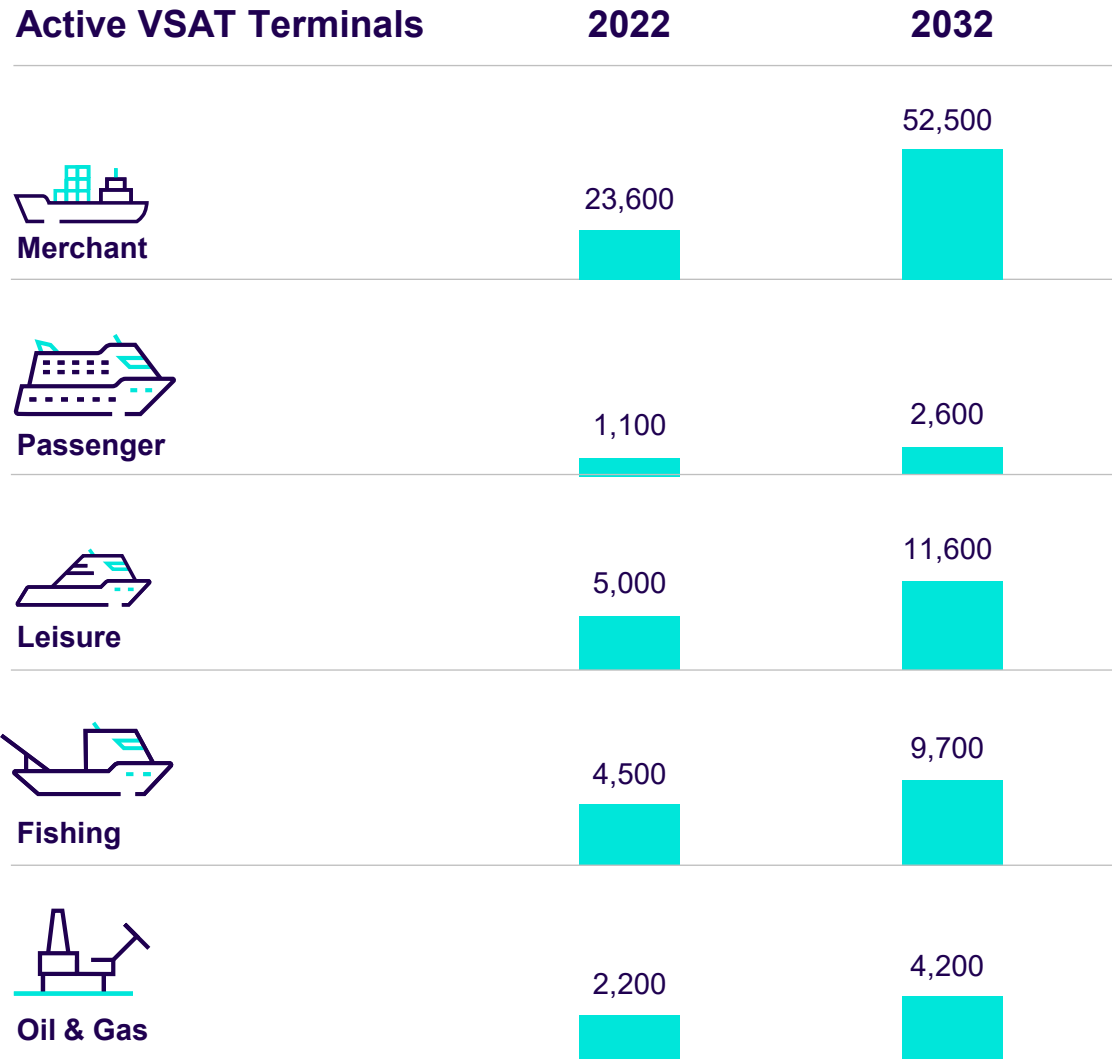 Active VSAT Terminals 2022 2032
52,500
23,600
Merchant
2,600
1,100
Passenger
11,600
5,000
Leisure
9,700
4,500
Fishing
4,200
2,200
Oil & Gas